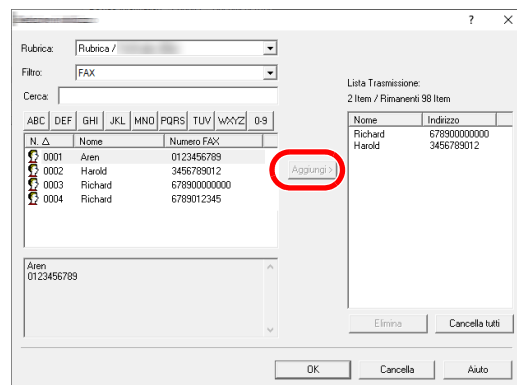 ? ×
Rubrica: Rubrica /
Filtro: FAX
Cerca:
ABC DEF GHI JKL MNO PQRS TUV WXYZ 0-9
N. △ Nome Numero FAX
0001 Aren 0123456789
0002 Harold 3456789012
0003 Richard 678900000000
0004 Richard 6789012345
Aren
0123456789
Aggiungi >
Lista Trasmissione:
2 Item / Rimanenti 98 Item
Nome Indirizzo
Richard 678900000000
Harold 3456789012
Elimina Cancella tutti
OK Cancella Aiuto